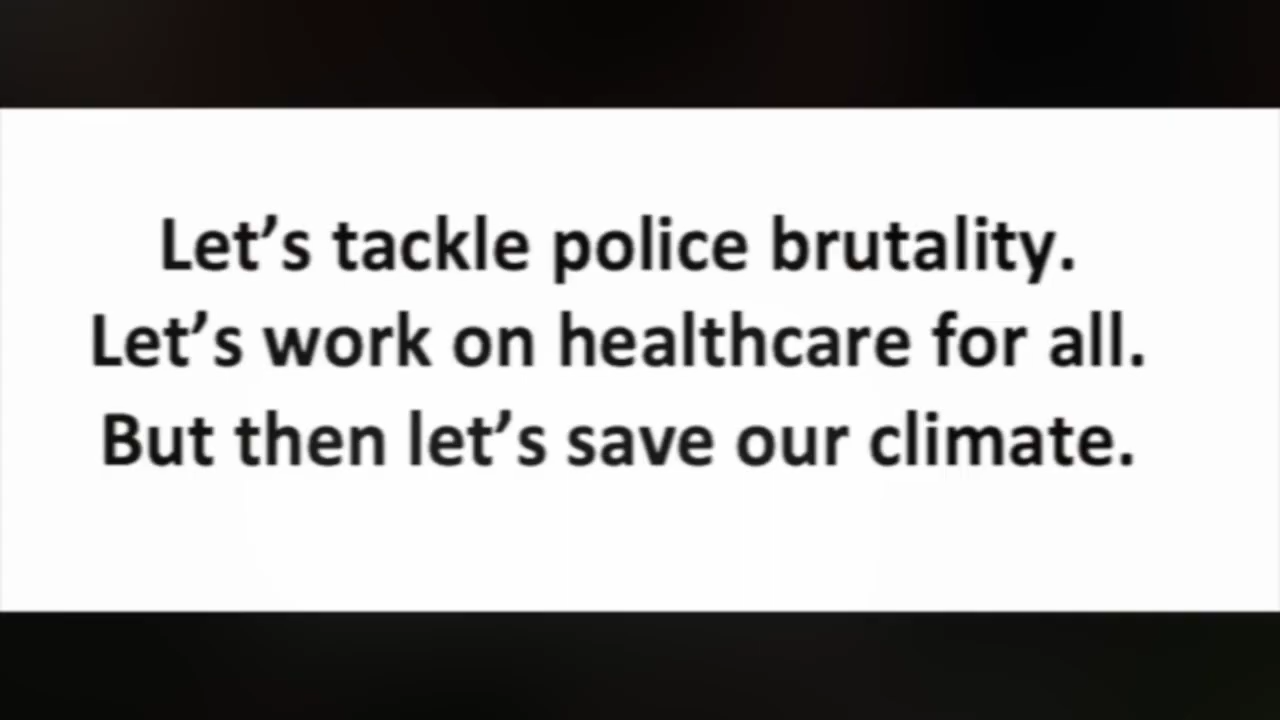 Let’s tackle police brutality.
Let’s work on healthcare for all.
But then let’s save our climate.